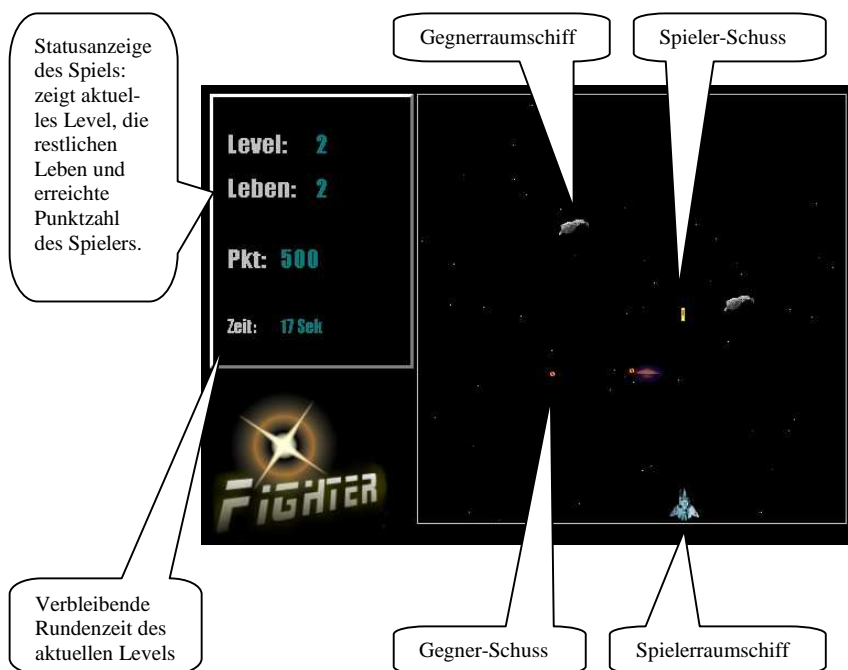 Statusanzeige
des Spiels:
zeigt aktuel-
les Level, die
restlichen
Leben und
erreichte
Punktzahl
des Spielers.
Gegnerraumschiff
Spieler-Schuss
Level: 2
Leben: 2
Pkt: 500
Zeit: 17 Sek
FiGHTER
Verbleibende
Rundenzeit des
aktuellen Levels
Gegner-Schuss
Spielerraumschiff